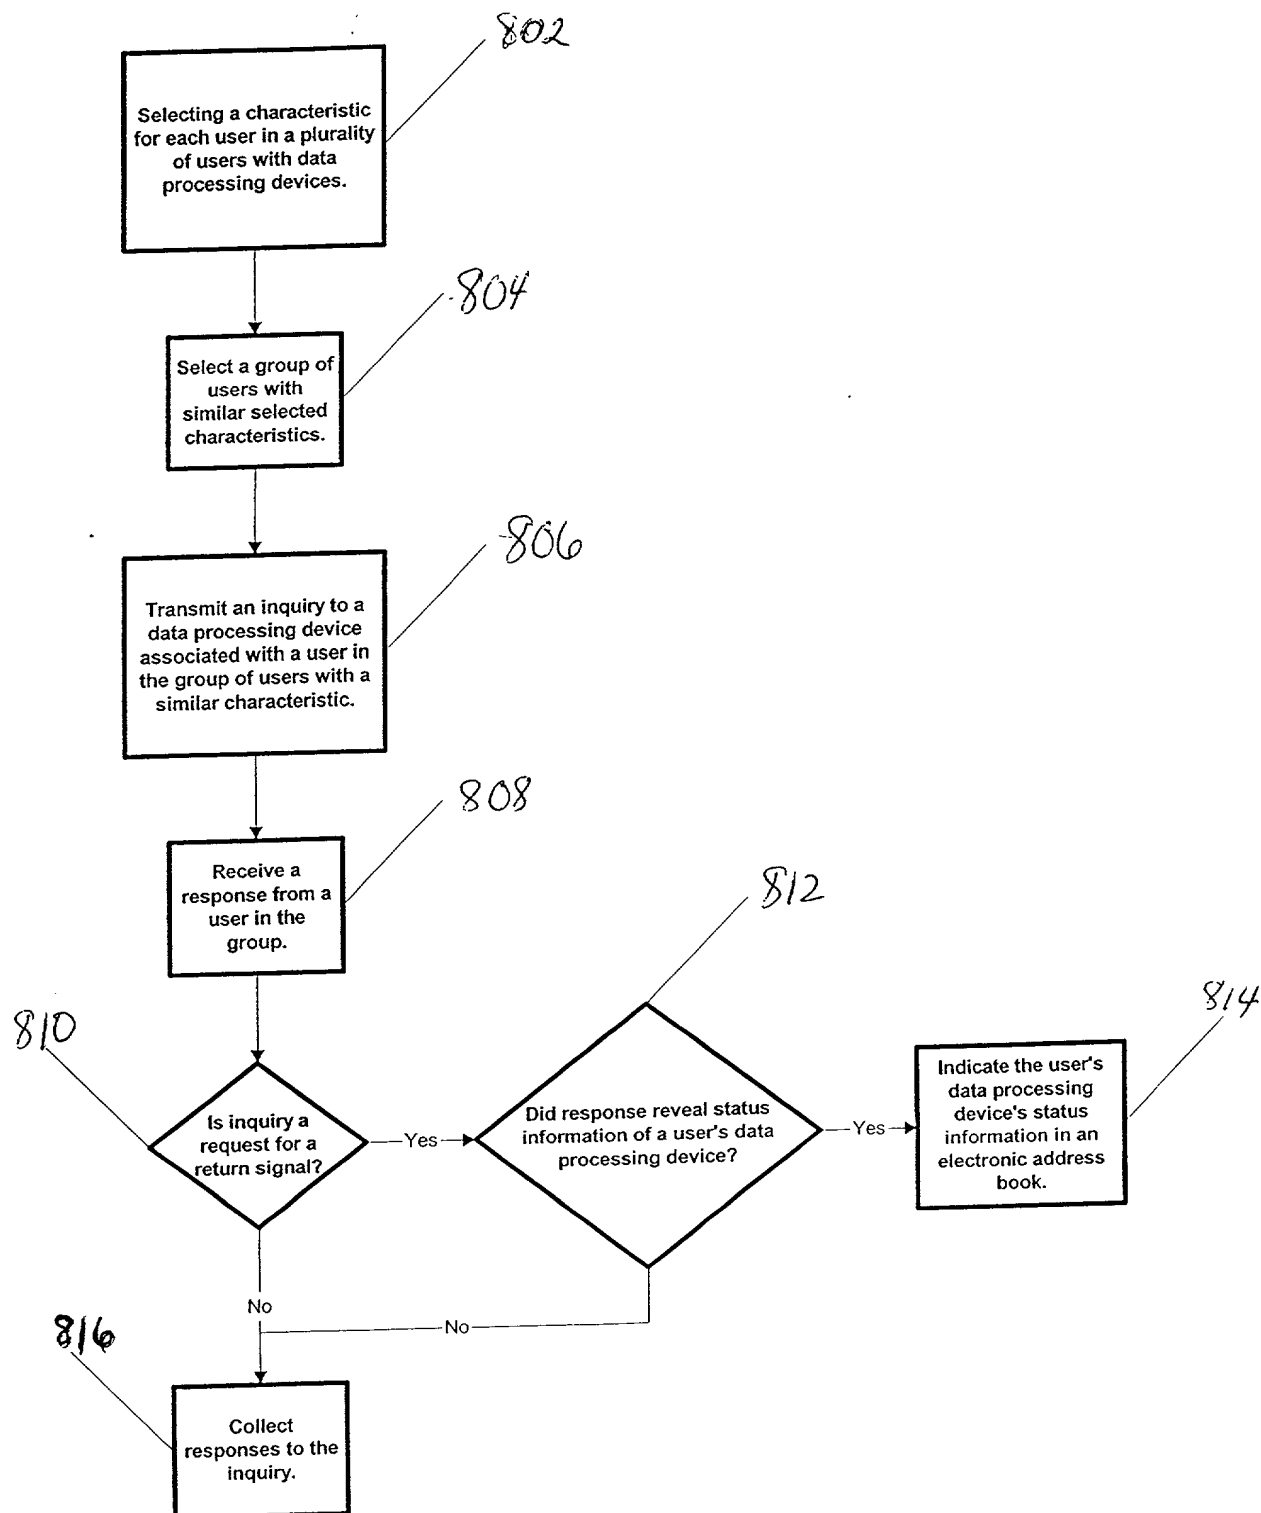 802
Selecting a characteristic
for each user in a plurality
of users with data
processing devices.
804
Select a group of
users with
similar selected
characteristics.
806
Transmit an inquiry to a
data processing device
associated with a user in
the group of users with a
similar characteristic.
808
Receive a
response from a
user in the
group.
810
Is inquiry a
request for a
return signal?
Yes
812
Did response reveal status
information of a user's data
processing device?
Yes
814
Indicate the user's
data processing
device's status
information in an
electronic address
book.
No
No
816
Collect
responses to the
inquiry.